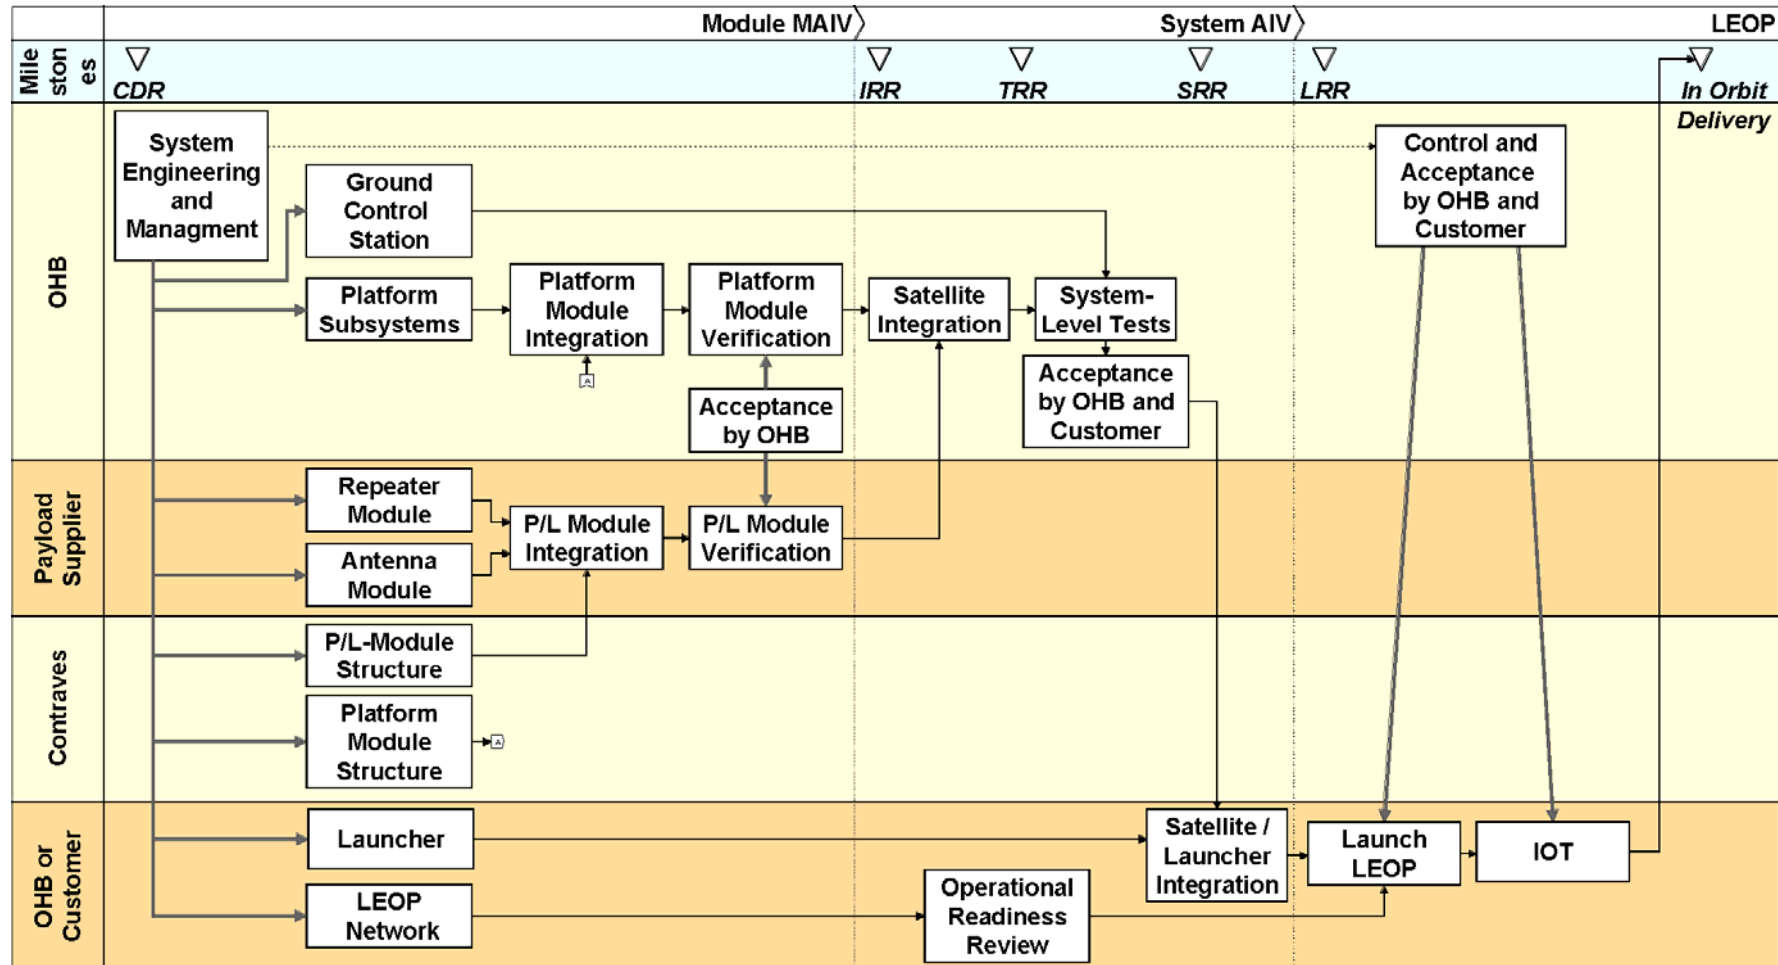 Module MAIV
System AIV
LEOP
Mile
ston
es
CDR
IRR
TRR
SRR
LRR
In Orbit
Delivery
OHB
System
Engineering
and
Managment
Ground
Control
Station
Platform
Subsystems
Platform
Module
Integration
A
Platform
Module
Verification
Acceptance
by OHB
Satellite
Integration
System-
Level Tests
Acceptance
by OHB and
Customer
Control and
Acceptance
by OHB and
Customer
Payload
Supplier
Repeater
Module
Antenna
Module
P/L Module
Integration
P/L Module
Verification
Contraves
P/L-Module
Structure
Platform
Module
Structure
A
OHB or
Customer
Launcher
LEOP
Network
Operational
Readiness
Review
Satellite /
Launcher
Integration
Launch
LEOP
IOT